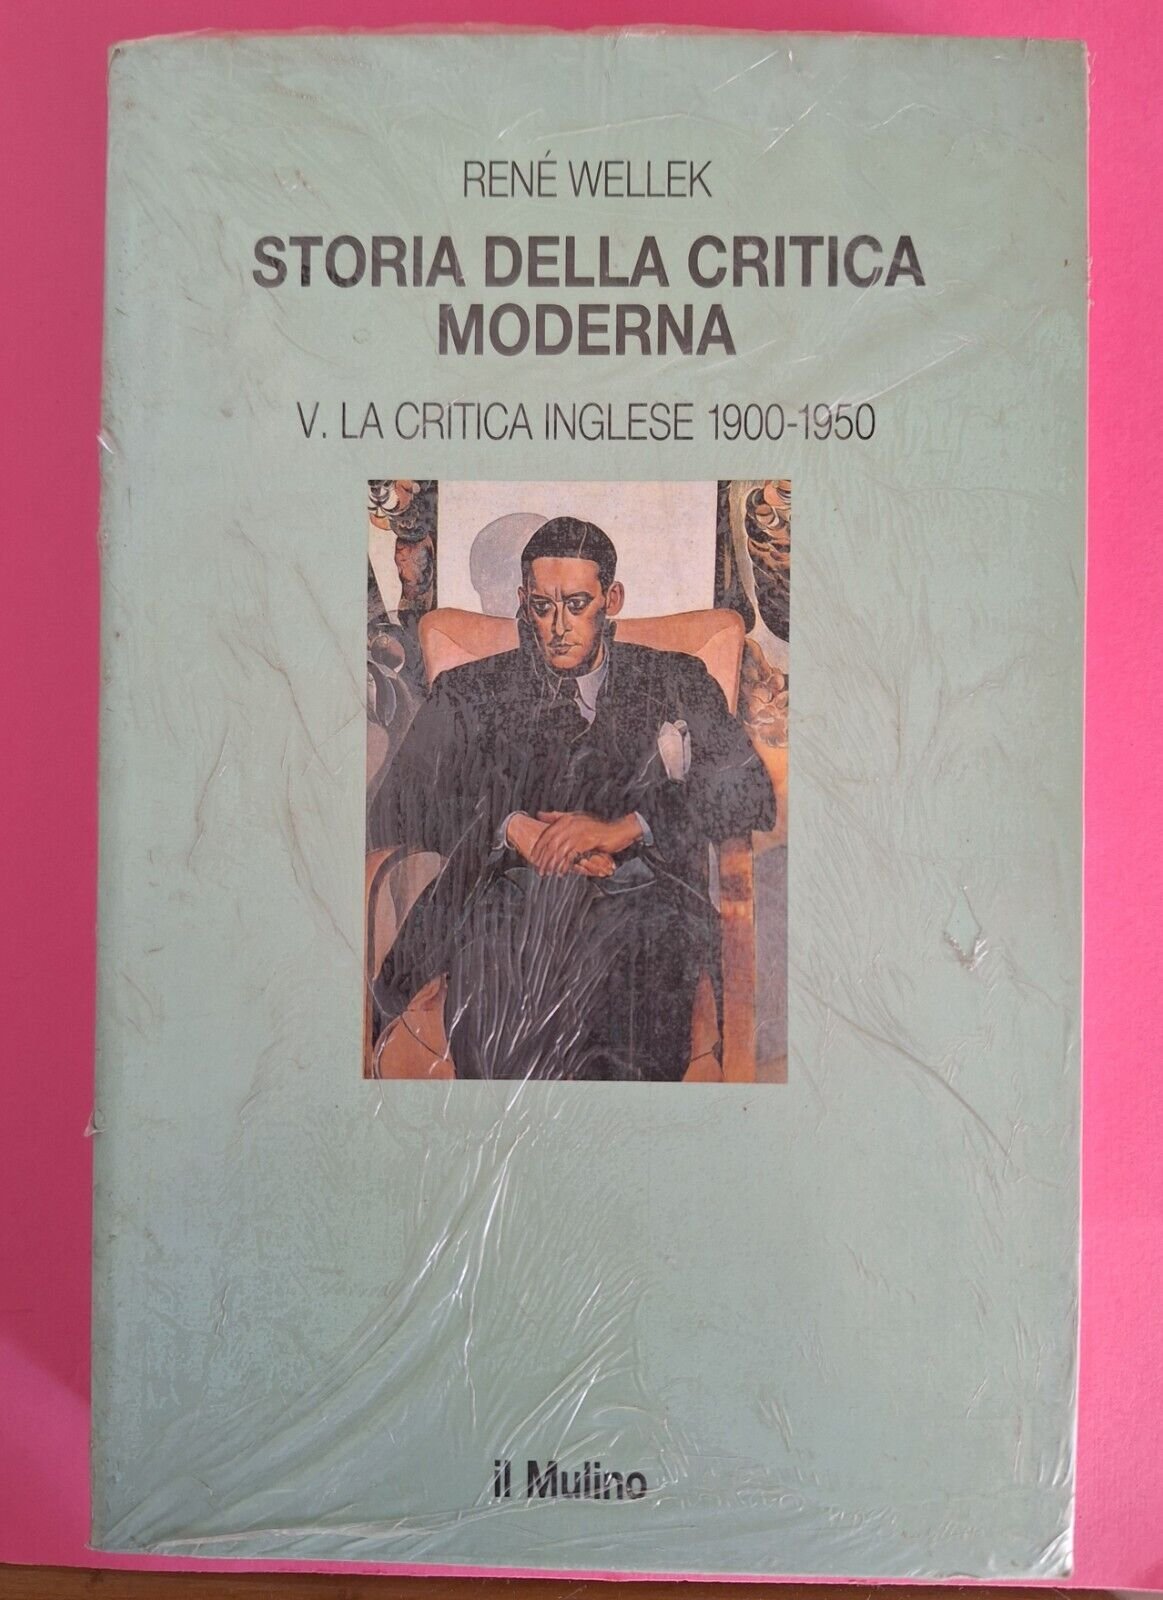 RENÉ WELLEK
STORIA DELLA CRITICA
MODERNA
V. LA CRITICA INGLESE 1900-1950
il Mulino